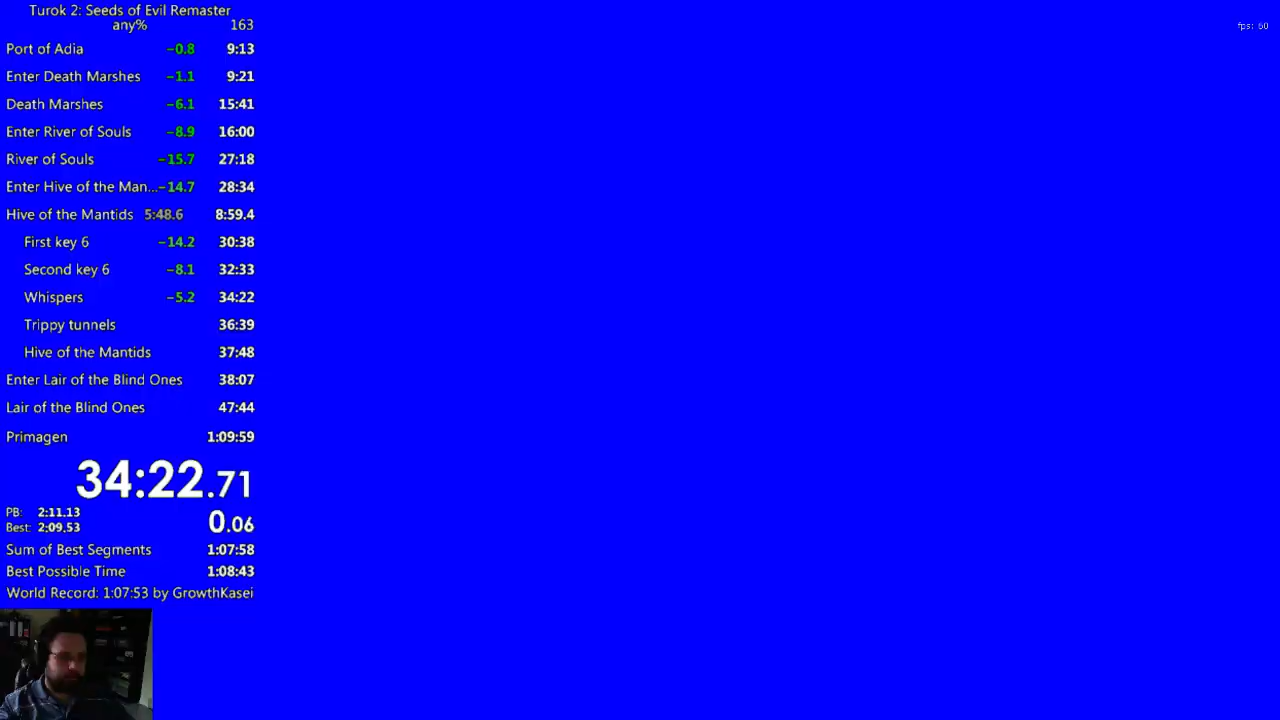 Turok 2: Seeds of Evil Remaster
any% 163
fps: 60
Port of Adia -0.8 9:13
Enter Death Marshes -1.1 9:21
Death Marshes -6.1 15:41
Enter River of Souls -8.9 16:00
River of Souls -15.7 27:18
Enter Hive of the Man... -14.7 28:34
Hive of the Mantids 5:48.6 8:59.4
First key 6 -14.2 30:38
Second key 6 -8.1 32:33
Whispers -5.2 34:22
Trippy tunnels 36:39
Hive of the Mantids 37:48
Enter Lair of the Blind Ones 38:07
Lair of the Blind Ones 47:44
Primagen 1:09:59
34:22.71
PB: 2:11.13
Best: 2:09.53
0.06
Sum of Best Segments 1:07:58
Best Possible Time 1:08:43
World Record: 1:07:53 by GrowthKasei